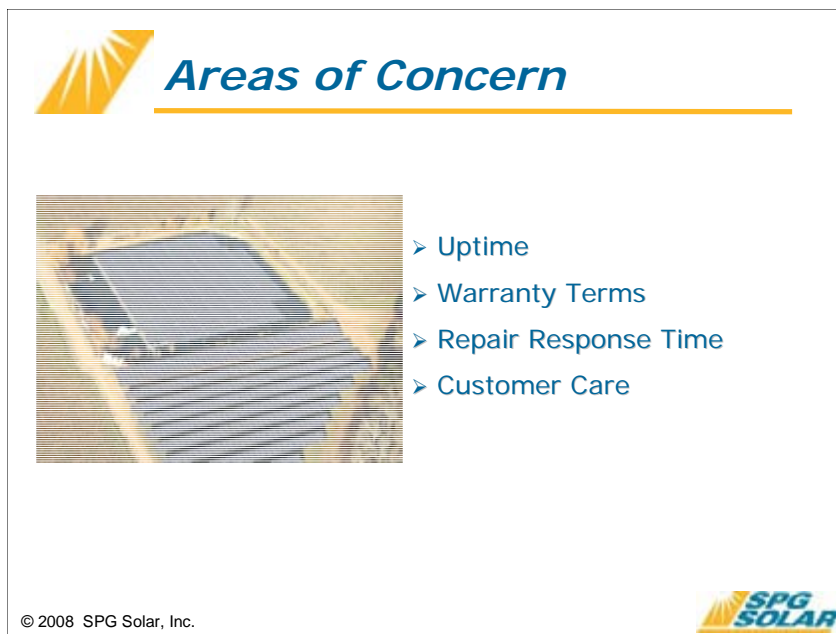 Areas of Concern
➢ Uptime
➢ Warranty Terms
➢ Repair Response Time
➢ Customer Care
© 2008 SPG Solar, Inc.
SPG
SOLAR